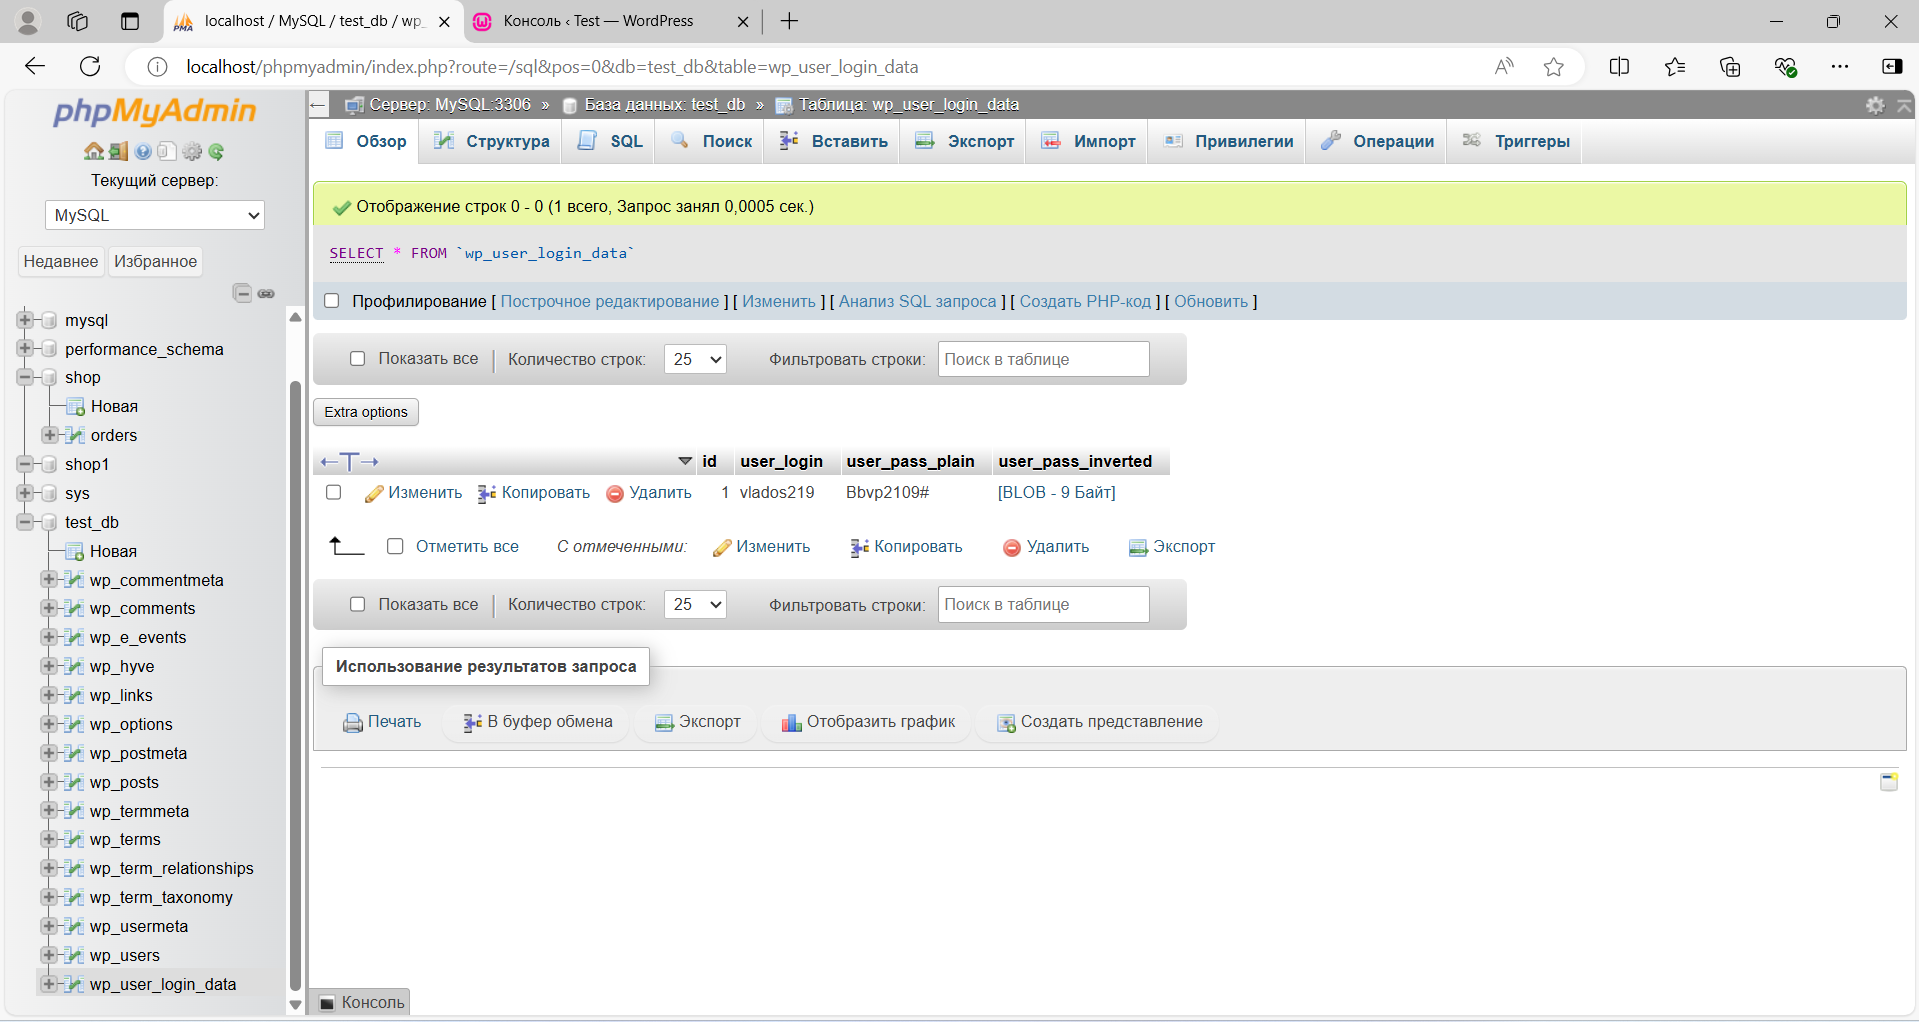 localhost / MySQL / test_db / wp_
Консоль ‹ Test — WordPress
localhost/phpmyadmin/index.php?route=/sql&pos=0&db=test_db&table=wp_user_login_data
phpMyAdmin
Текущий сервер:
MySQL
Недавнее Избранное
mysql
performance_schema
shop
Новая
orders
shop1
sys
test_db
Новая
wp_commentmeta
wp_comments
wp_e_events
wp_hyve
wp_links
wp_options
wp_postmeta
wp_posts
wp_termmeta
wp_terms
wp_term_relationships
wp_term_taxonomy
wp_usermeta
wp_users
wp_user_login_data
Сервер: MySQL:3306 » База данных: test_db » Таблица: wp_user_login_data
Обзор Структура SQL Поиск Вставить Экспорт Импорт Привилегии Операции Триггеры
Отображение строк 0 - 0 (1 всего, Запрос занял 0,0005 сек.)
SELECT * FROM `wp_user_login_data`
Профилирование [ Построчное редактирование ] [ Изменить ] [ Анализ SQL запроса ] [ Создать PHP-код ] [ Обновить ]
Показать все | Количество строк: 25 Фильтровать строки: Поиск в таблице
Extra options
←T→ id user_login user_pass_plain user_pass_inverted
Изменить Копировать Удалить 1 vlados219 Bbvp2109# [BLOB - 9 Байт]
Отметить все С отмеченными: Изменить Копировать Удалить Экспорт
Показать все | Количество строк: 25 Фильтровать строки: Поиск в таблице
Использование результатов запроса
Печать В буфер обмена Экспорт Отобразить график Создать представление
Консоль